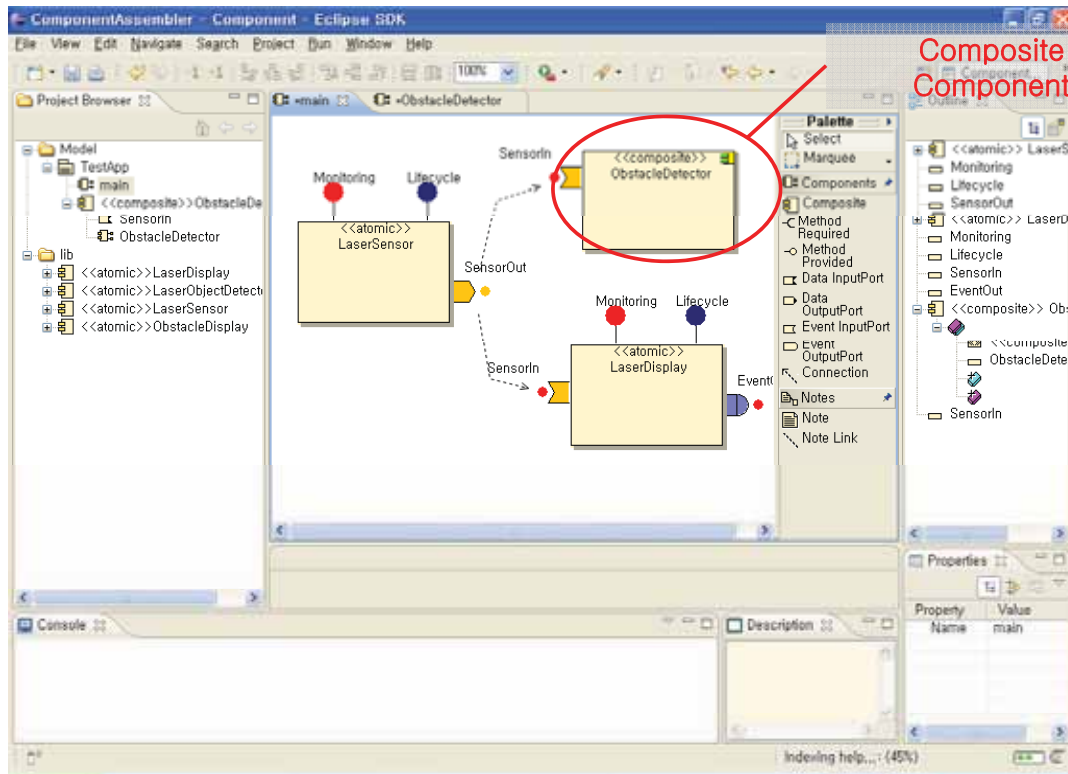 ComponentAssembler - Component - Eclipse SDK
File View Edit Navigate Search Project Run Window Help
100%
Component...
Composite
Component
Project Browser
Model
TestApp
main
<<composite>>ObstacleDe
SensorIn
ObstacleDetector
lib
<<atomic>>LaserDisplay
<<atomic>>LaserObjectDetect
<<atomic>>LaserSensor
<<atomic>>ObstacleDisplay
*main
*ObstacleDetector
Monitoring
Lifecycle
<<atomic>>
LaserSensor
SensorOut
SensorIn
<<composite>>
ObstacleDetector
Monitoring
Lifecycle
SensorIn
<<atomic>>
LaserDisplay
EventO
Palette
Select
Marquee
Components
Composite
Method
Required
Method
Provided
Data InputPort
Data
OutputPort
Event InputPort
Event
OutputPort
Connection
Notes
Note
Note Link
Outline
<<atomic>> LaserS
Monitoring
Lifecycle
SensorOut
<<atomic>> LaserD
Monitoring
Lifecycle
SensorIn
EventOut
<<composite>> Obs
<<composite
ObstacleDete
SensorIn
Properties
Property Value
Name main
Console
Description
Indexing help...: (45%)